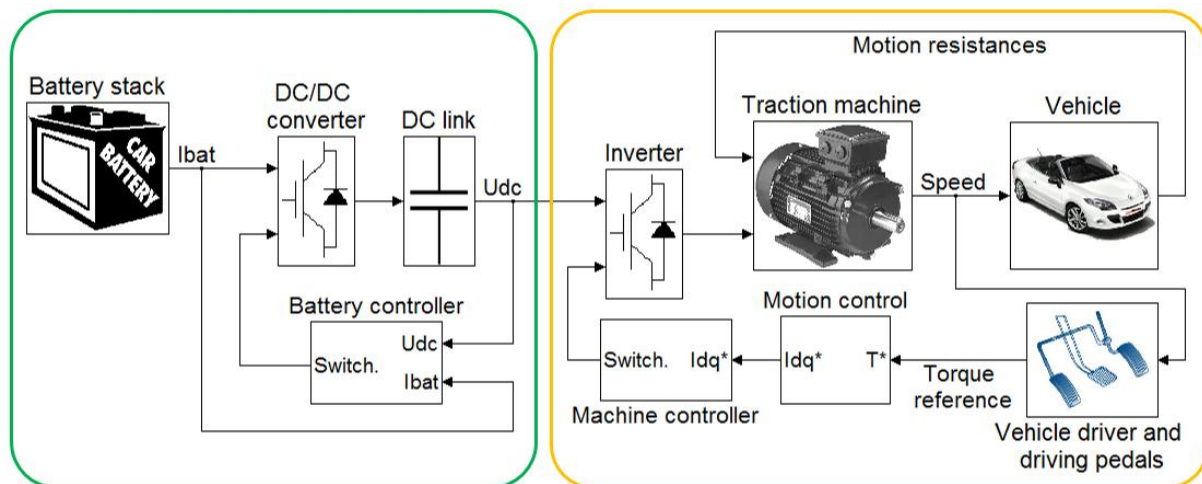 Battery stack
CAR
BATTERY
Ibat
DC/DC
converter
DC link
Udc
Battery controller
Udc
Switch.
Ibat
Motion resistances
Traction machine
Vehicle
Inverter
Speed
Motion control
Switch.
Idq*
Idq*
T*
Machine controller
Torque
reference
Vehicle driver and
driving pedals